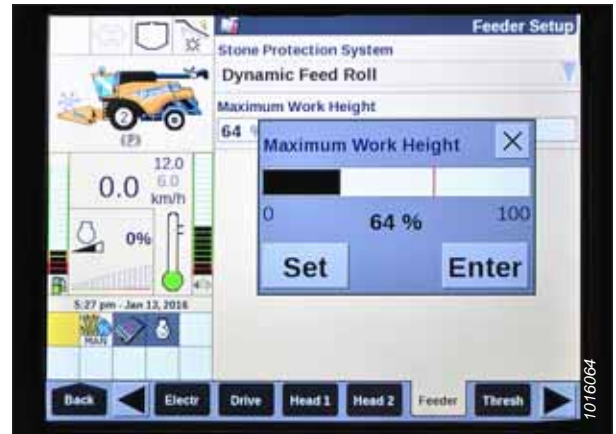 Feeder Setup
Stone Protection System
Dynamic Feed Roll
Maximum Work Height
64 %
Maximum Work Height
0
64 %
100
Set
Enter
2
(P)
12.0
6.0
km/h
0.0
0%
5:27 pm - Jan 13, 2016
MAN
Back
Electr
Drive
Head 1
Head 2
Feeder
Thresh
1016064